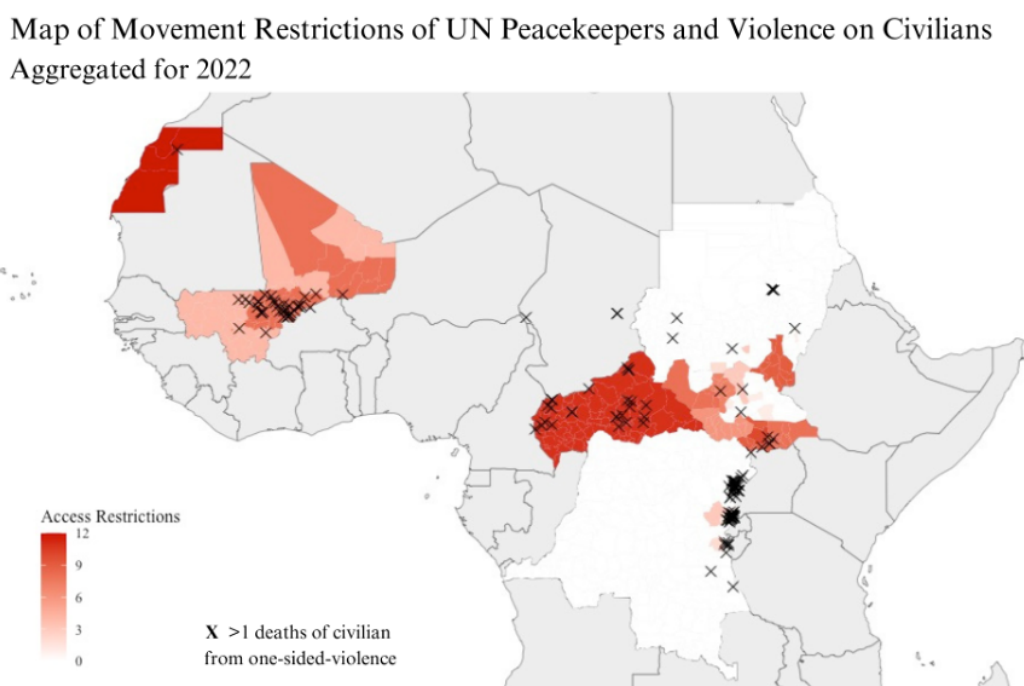 Map of Movement Restrictions of UN Peacekeepers and Violence on Civilians
Aggregated for 2022
Access Restrictions
12
9
6
3
0
X >1 deaths of civilian
from one-sided-violence